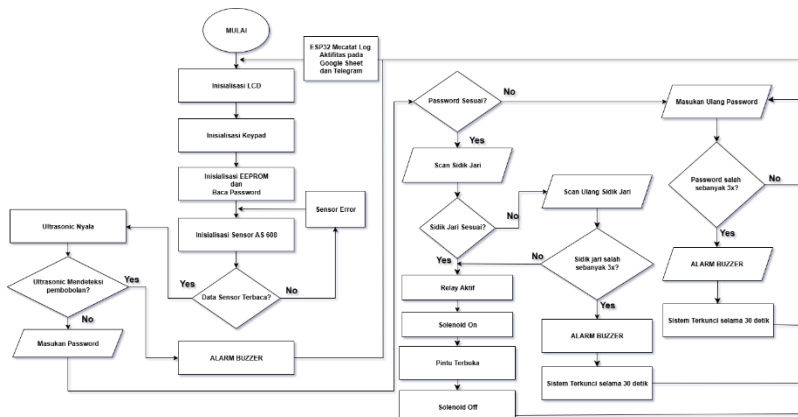 MULAI
ESP32 Mecatat Log
Aktifitas pada
Google Sheet
dan Telegram
Inisialisasi LCD
Inisialisasi Keypad
Inisialisasi EEPROM
dan
Baca Password
Sensor Error
Inisialisasi Sensor AS 608
Data Sensor Terbaca?
Yes
No
Ultrasonic Nyala
Ultrasonic Mendeteksi
pembobolan?
Yes
No
Masukan Password
ALARM BUZZER
Password Sesuai?
No
Yes
Scan Sidik Jari
Sidik Jari Sesuai?
No
Yes
Scan Ulang Sidik Jari
Sidik jari salah
sebanyak 3x?
No
Yes
Relay Aktif
Solenoid On
Pintu Terbuka
Solenoid Off
ALARM BUZZER
Sistem Terkunci selama 30 detik
Masukan Ulang Password
Password salah
sebanyak 3x?
No
Yes
ALARM BUZZER
Sistem Terkunci selama 30 detik